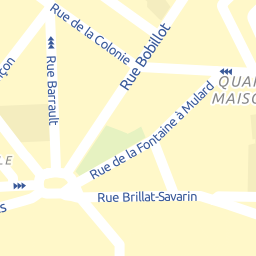 Rue de la Colonie
Rue Bobillot
Rue Barrault
QUA
MAISO
Rue de la Fontaine à Mulard
Rue Brillat-Savarin